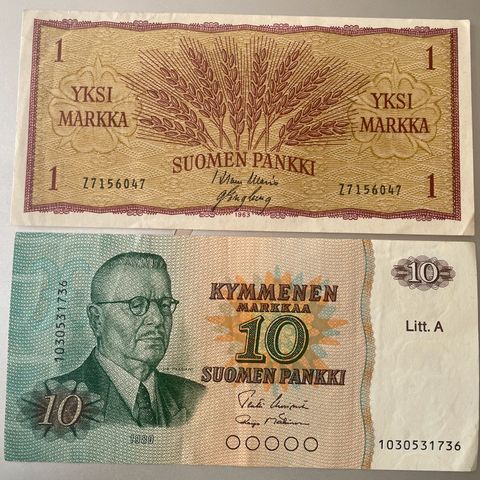 1 1
YKSI MARKKA
YKSI MARKKA
SUOMEN PANKKI
Z7156047
Z7156047
1 1
1963
KYMMENEN
MARKKAA
10
10
SUOMEN PANKKI
Litt. A
1030531736
10
1980
1030531736